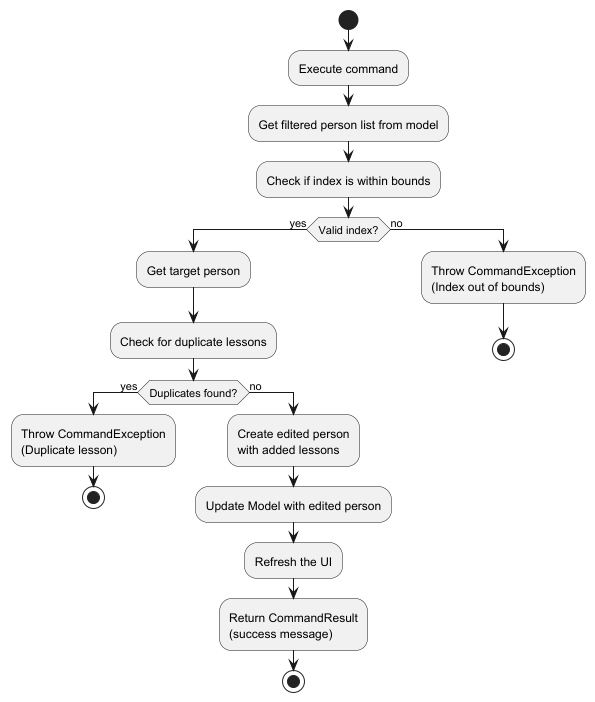 Execute command
Get filtered person list from model
Check if index is within bounds
yes
Valid index?
no
Get target person
Throw CommandException
(Index out of bounds)
Check for duplicate lessons
yes
Duplicates found?
no
Throw CommandException
(Duplicate lesson)
Create edited person
with added lessons
Update Model with edited person
Refresh the UI
Return CommandResult
(success message)